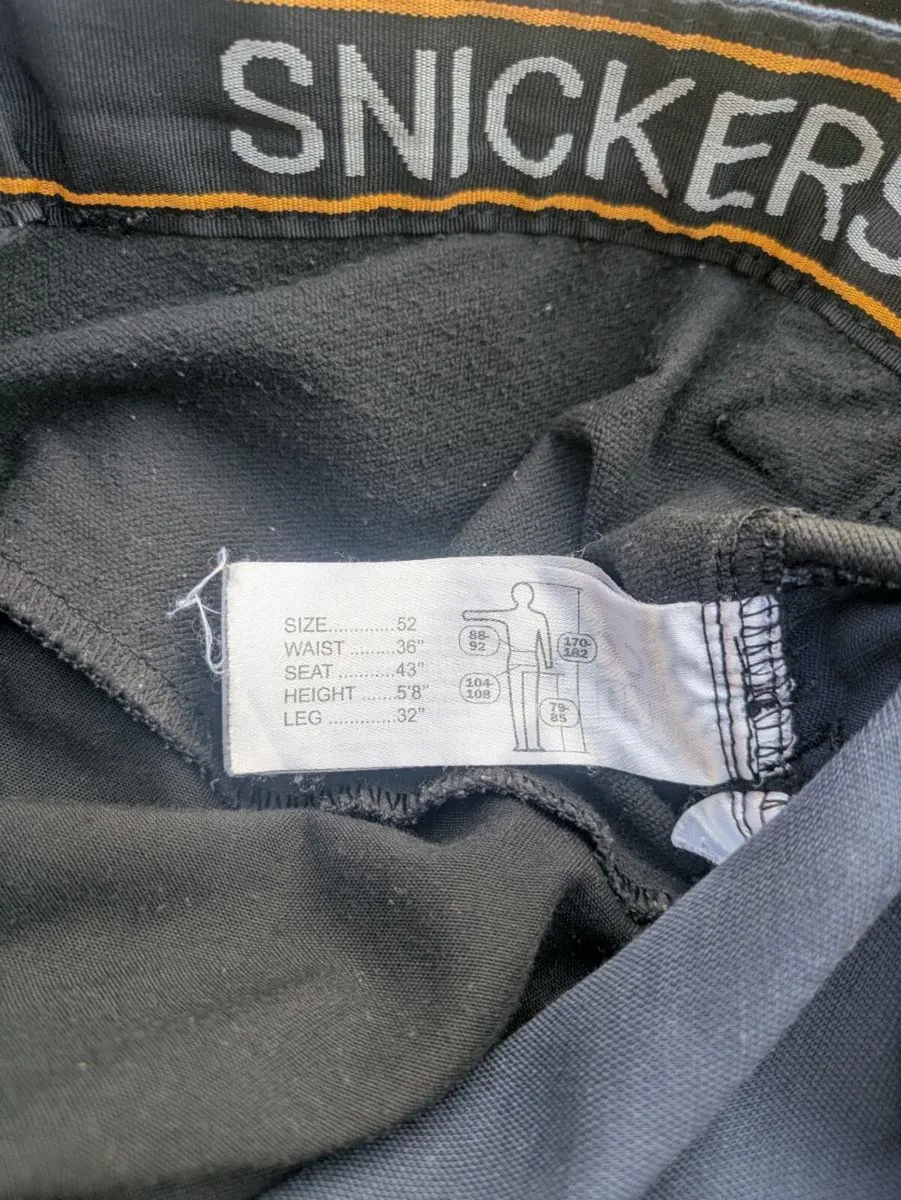 SNICKERS
SIZE............52
WAIST .........36"
SEAT ..........43"
HEIGHT ......5'8"
LEG .............32"
88-
92
170-
182
104-
108
79-
85